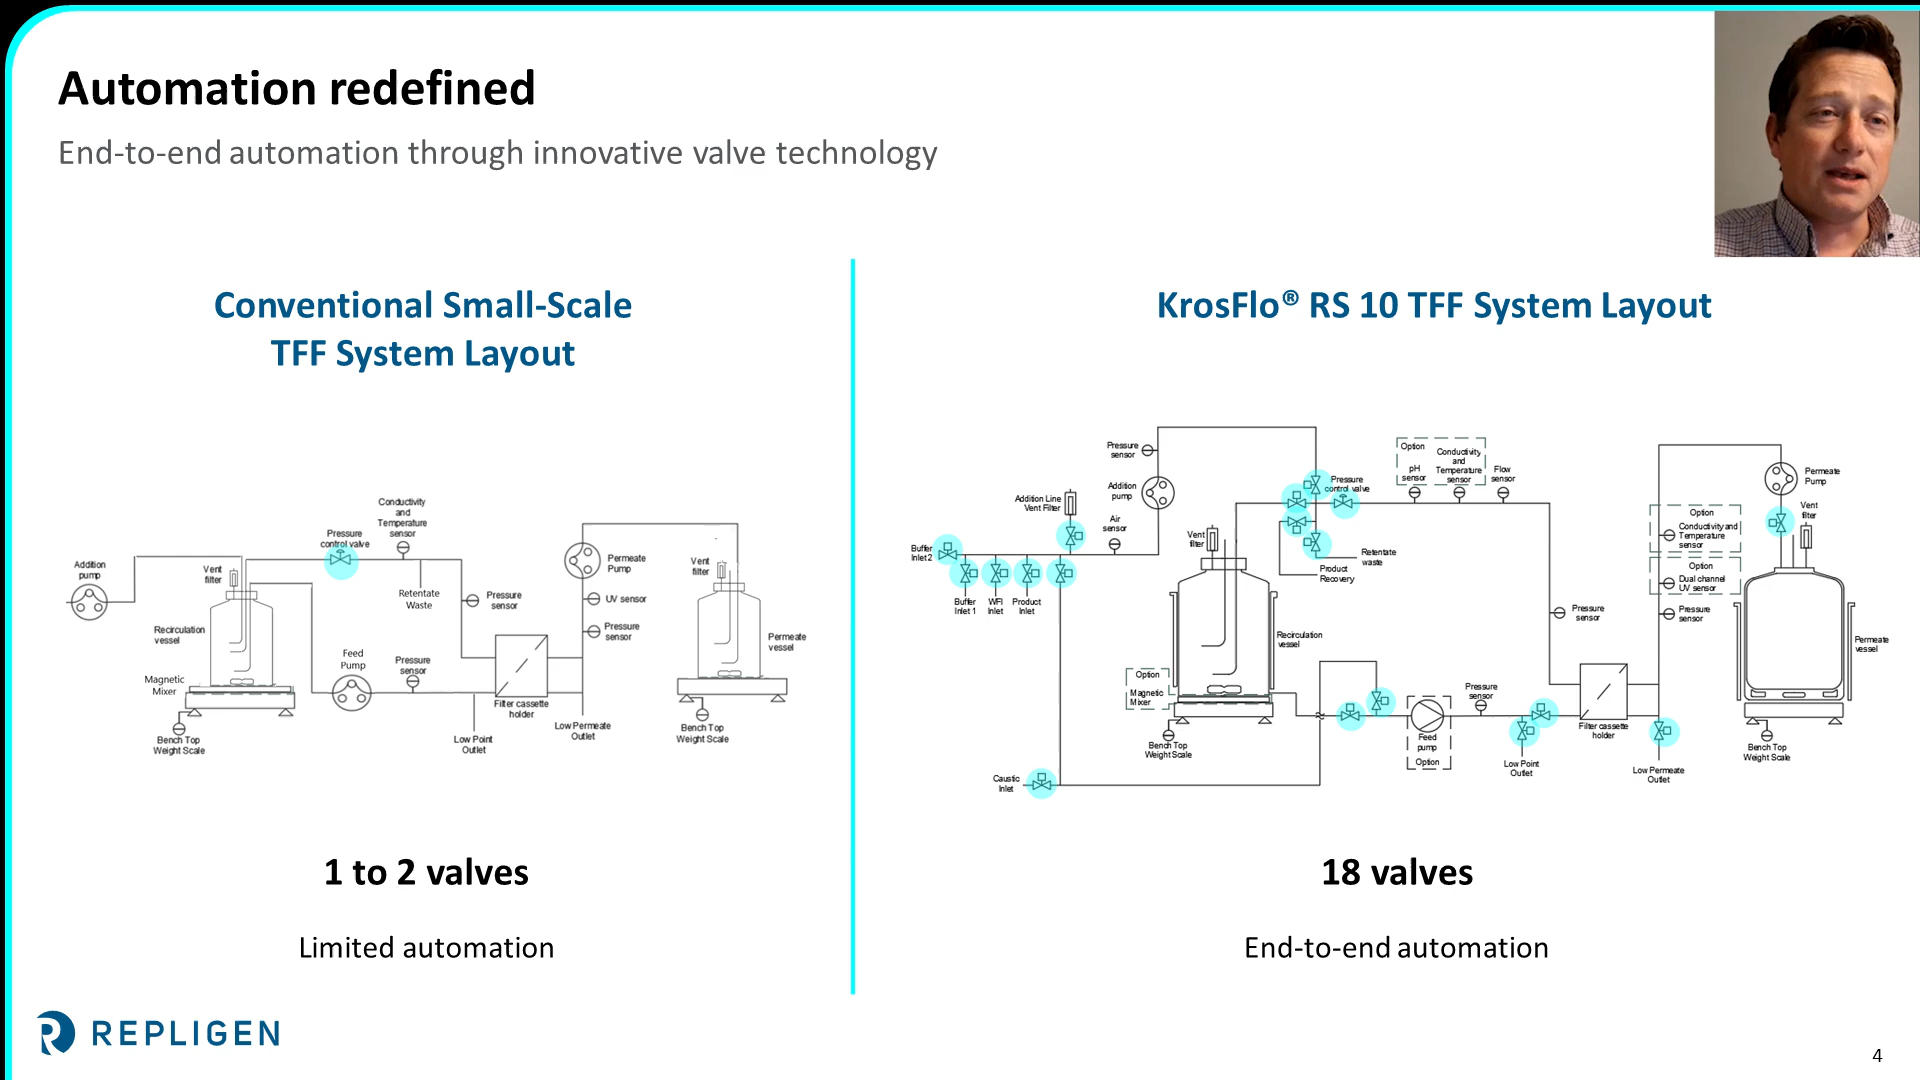 Automation redefined
End-to-end automation through innovative valve technology
Conventional Small-Scale
TFF System Layout
Conductivity
and
Temperature
sensor
Pressure
control valve
Addition
pump
Vent
filter
Retentate
Waste
Pressure
sensor
Permeate
Pump
UV sensor
Pressure
sensor
Vent
filter
Recirculation
vessel
Permeate
vessel
Feed
Pump
Pressure
sensor
Magnetic
Mixer
Filter cassette
holder
Bench Top
Weight Scale
Low Point
Outlet
Low Permeate
Outlet
Bench Top
Weight Scale
1 to 2 valves
Limited automation
KrosFlo® RS 10 TFF System Layout
Pressure
sensor
Addition
pump
Addition Line
Vent Filter
Air
sensor
Pressure
control valve
Option
pH
sensor
Conductivity
and
Temperature
sensor
Flow
sensor
Permeate
Pump
Vent
filter
Option
Conductivity and
Temperature
sensor
Option
Dual channel
UV sensor
Pressure
sensor
Buffer
Inlet 2
Buffer
Inlet 1
WFI
Inlet
Product
Inlet
Vent
filter
Retentate
waste
Product
Recovery
Pressure
sensor
Recirculation
vessel
Permeate
vessel
Option
Magnetic
Mixer
Pressure
sensor
Feed
pump
Option
Filter cassette
holder
Bench Top
Weight Scale
Low Point
Outlet
Low Permeate
Outlet
Bench Top
Weight Scale
Caustic
Inlet
18 valves
End-to-end automation
REPLIGEN
4